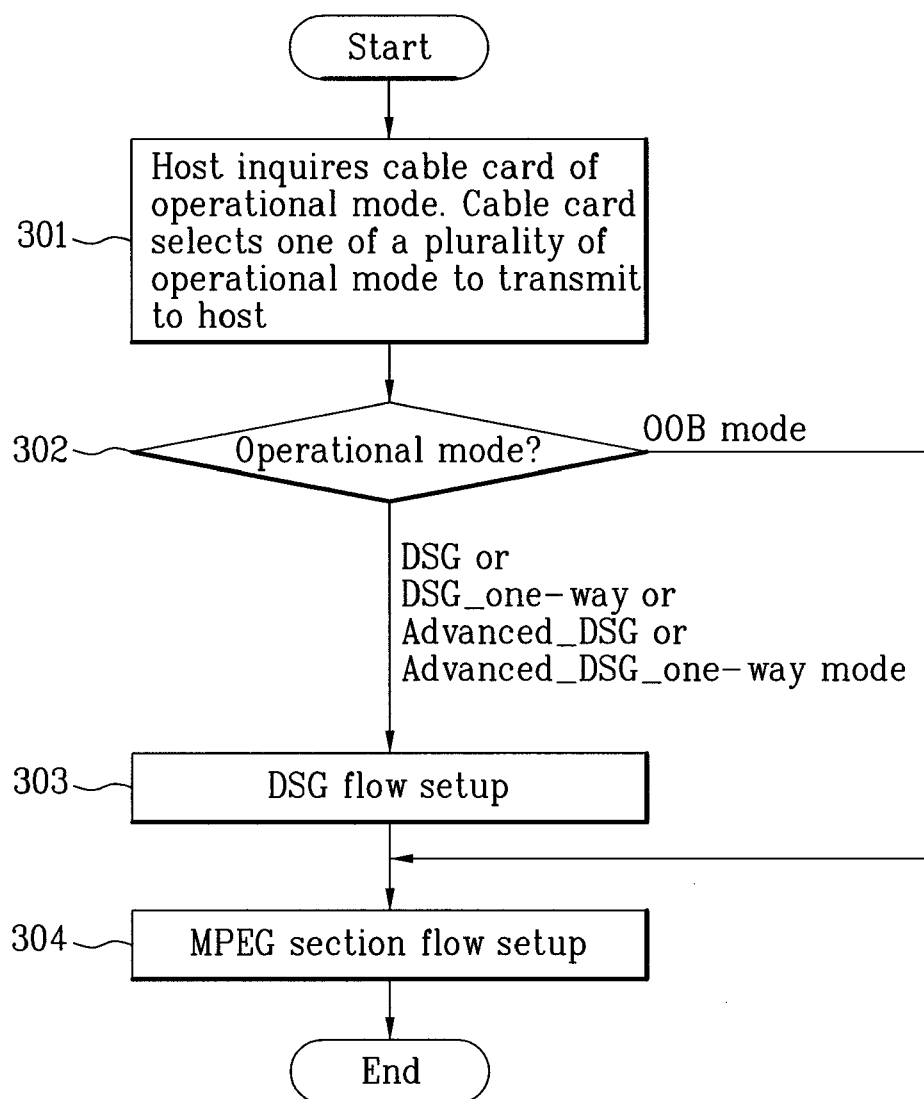 Start
Host inquires cable card of
operational mode. Cable card
301
selects one of a plurality of
operational mode to transmit
to host
OOB mode
302
Operational mode?
DSG or
DSG_one-way or
Advanced_DSG or
Advanced_DSG_one-way mode
303
DSG flow setup
304
MPEG section flow setup
End